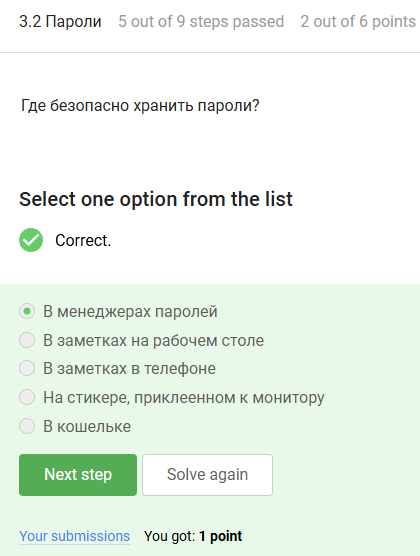 3.2 Пароли 5 out of 9 steps passed 2 out of 6 points
Где безопасно хранить пароли?
Select one option from the list
Correct.
В менеджерах паролей
В заметках на рабочем столе
В заметках в телефоне
На стикере, приклеенном к монитору
В кошельке
Next step Solve again
Your submissions You got: 1 point